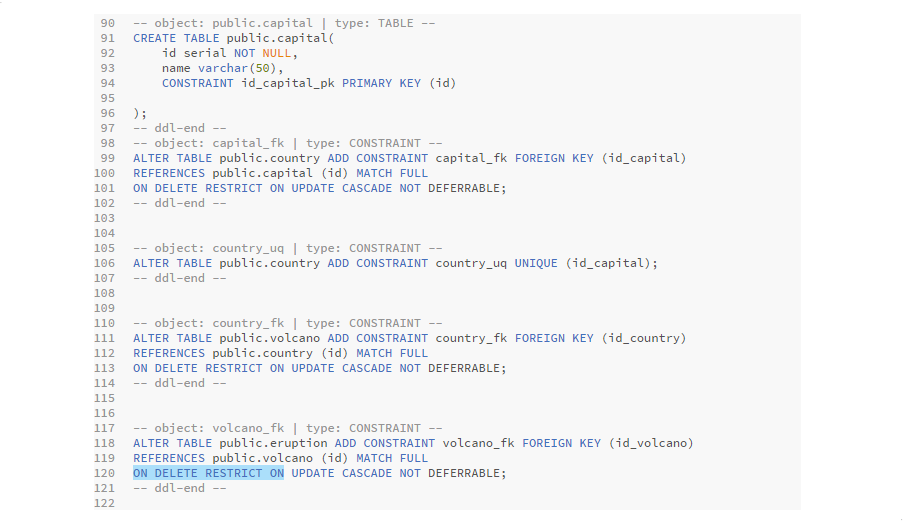 90 -- object: public.capital | type: TABLE --
91 CREATE TABLE public.capital(
92     id serial NOT NULL,
93     name varchar(50),
94     CONSTRAINT id_capital_pk PRIMARY KEY (id)
95
96 );
97 -- ddl-end --
98 -- object: capital_fk | type: CONSTRAINT --
99 ALTER TABLE public.country ADD CONSTRAINT capital_fk FOREIGN KEY (id_capital)
100 REFERENCES public.capital (id) MATCH FULL
101 ON DELETE RESTRICT ON UPDATE CASCADE NOT DEFERRABLE;
102 -- ddl-end --
103
104
105 -- object: country_uq | type: CONSTRAINT --
106 ALTER TABLE public.country ADD CONSTRAINT country_uq UNIQUE (id_capital);
107 -- ddl-end --
108
109
110 -- object: country_fk | type: CONSTRAINT --
111 ALTER TABLE public.volcano ADD CONSTRAINT country_fk FOREIGN KEY (id_country)
112 REFERENCES public.country (id) MATCH FULL
113 ON DELETE RESTRICT ON UPDATE CASCADE NOT DEFERRABLE;
114 -- ddl-end --
115
116
117 -- object: volcano_fk | type: CONSTRAINT --
118 ALTER TABLE public.eruption ADD CONSTRAINT volcano_fk FOREIGN KEY (id_volcano)
119 REFERENCES public.volcano (id) MATCH FULL
120 ON DELETE RESTRICT ON UPDATE CASCADE NOT DEFERRABLE;
121 -- ddl-end --
122